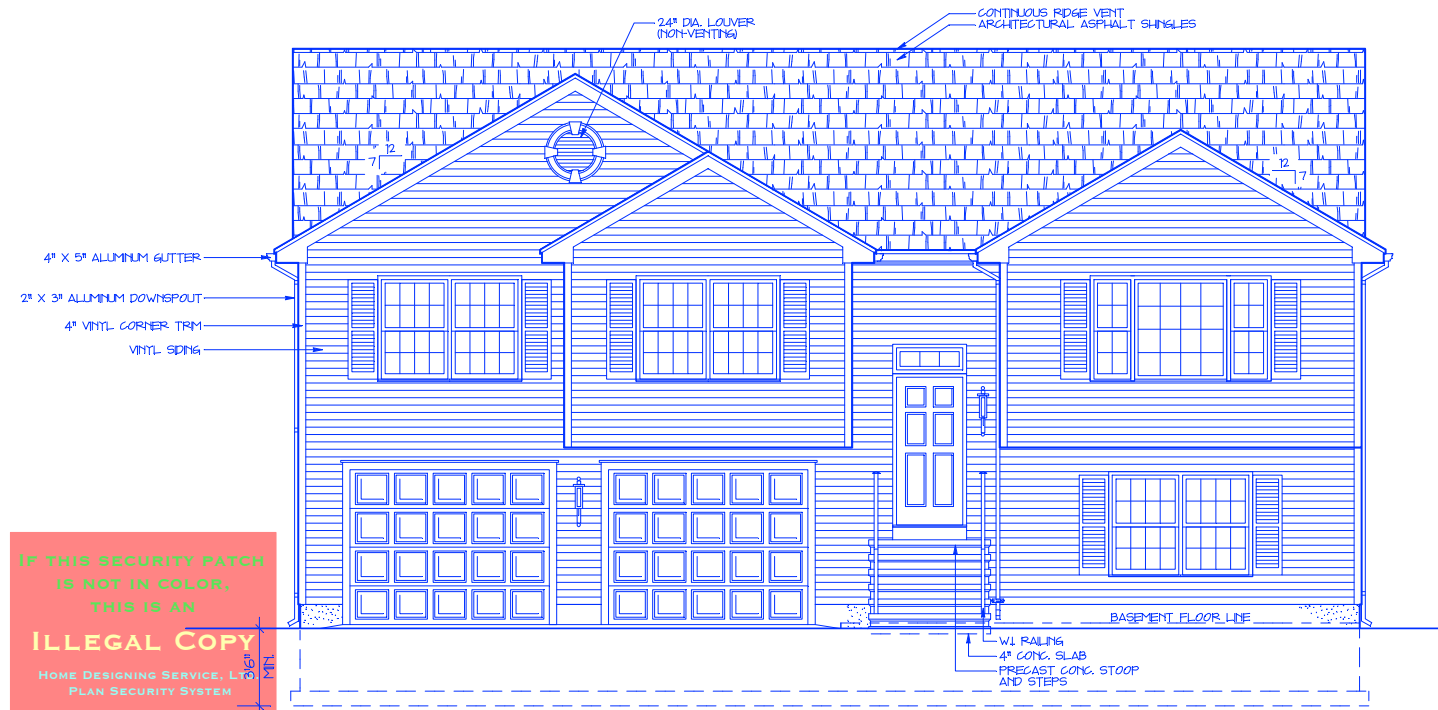 24" DIA. LOUVER
(NON-VENTING)
CONTINUOUS RIDGE VENT
ARCHITECTURAL ASPHALT SHINGLES
12
7
12
7
4" X 5" ALUMINUM GUTTER
2" X 3" ALUMINUM DOWNSPOUT
4" VINYL CORNER TRIM
VINYL SIDING
IF THIS SECURITY PATCH
IS NOT IN COLOR,
THIS IS AN
ILLEGAL COPY
HOME DESIGNING SERVICE, LTD.
PLAN SECURITY SYSTEM
3'6"
MIN.
BASEMENT FLOOR LINE
W.I. RAILING
4" CONC. SLAB
PRECAST CONC. STOOP
AND STEPS